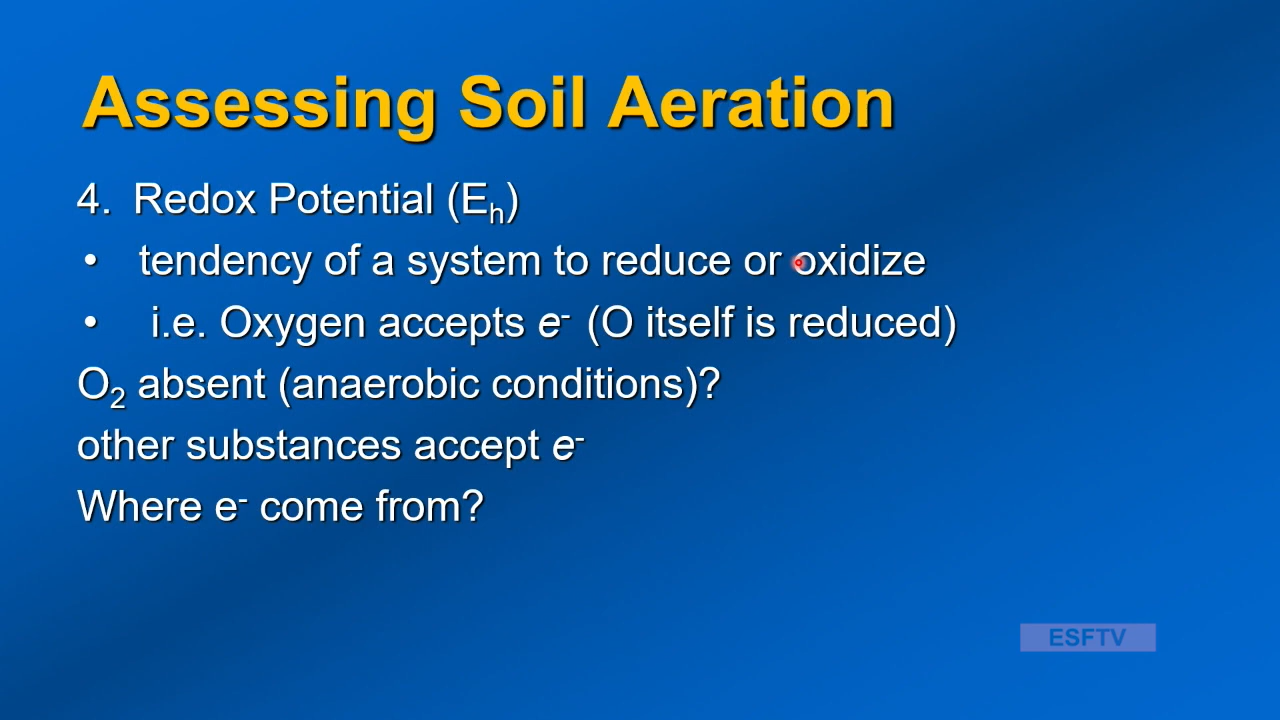 Assessing Soil Aeration
4. Redox Potential (Eₕ)
• tendency of a system to reduce or oxidize
• i.e. Oxygen accepts e⁻ (O itself is reduced)
O₂ absent (anaerobic conditions)?
other substances accept e⁻
Where e⁻ come from?
ESFTV